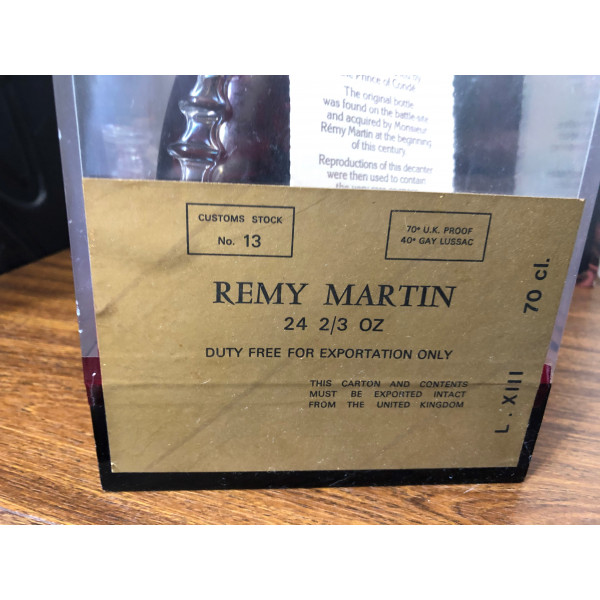 by
Prince of Condé
The original bottle
was found on the battle site
and acquired by Monsieur
Rémy Martin at the beginning
of this century
Reproductions of this decanter
were then used to contain
the very rare
CUSTOMS STOCK
No. 13
70° U.K. PROOF
40° GAY LUSSAC
REMY MARTIN
24 2/3 OZ
DUTY FREE FOR EXPORTATION ONLY
THIS CARTON AND CONTENTS
MUST BE EXPORTED INTACT
FROM THE UNITED KINGDOM
L. XIII 70 cl.